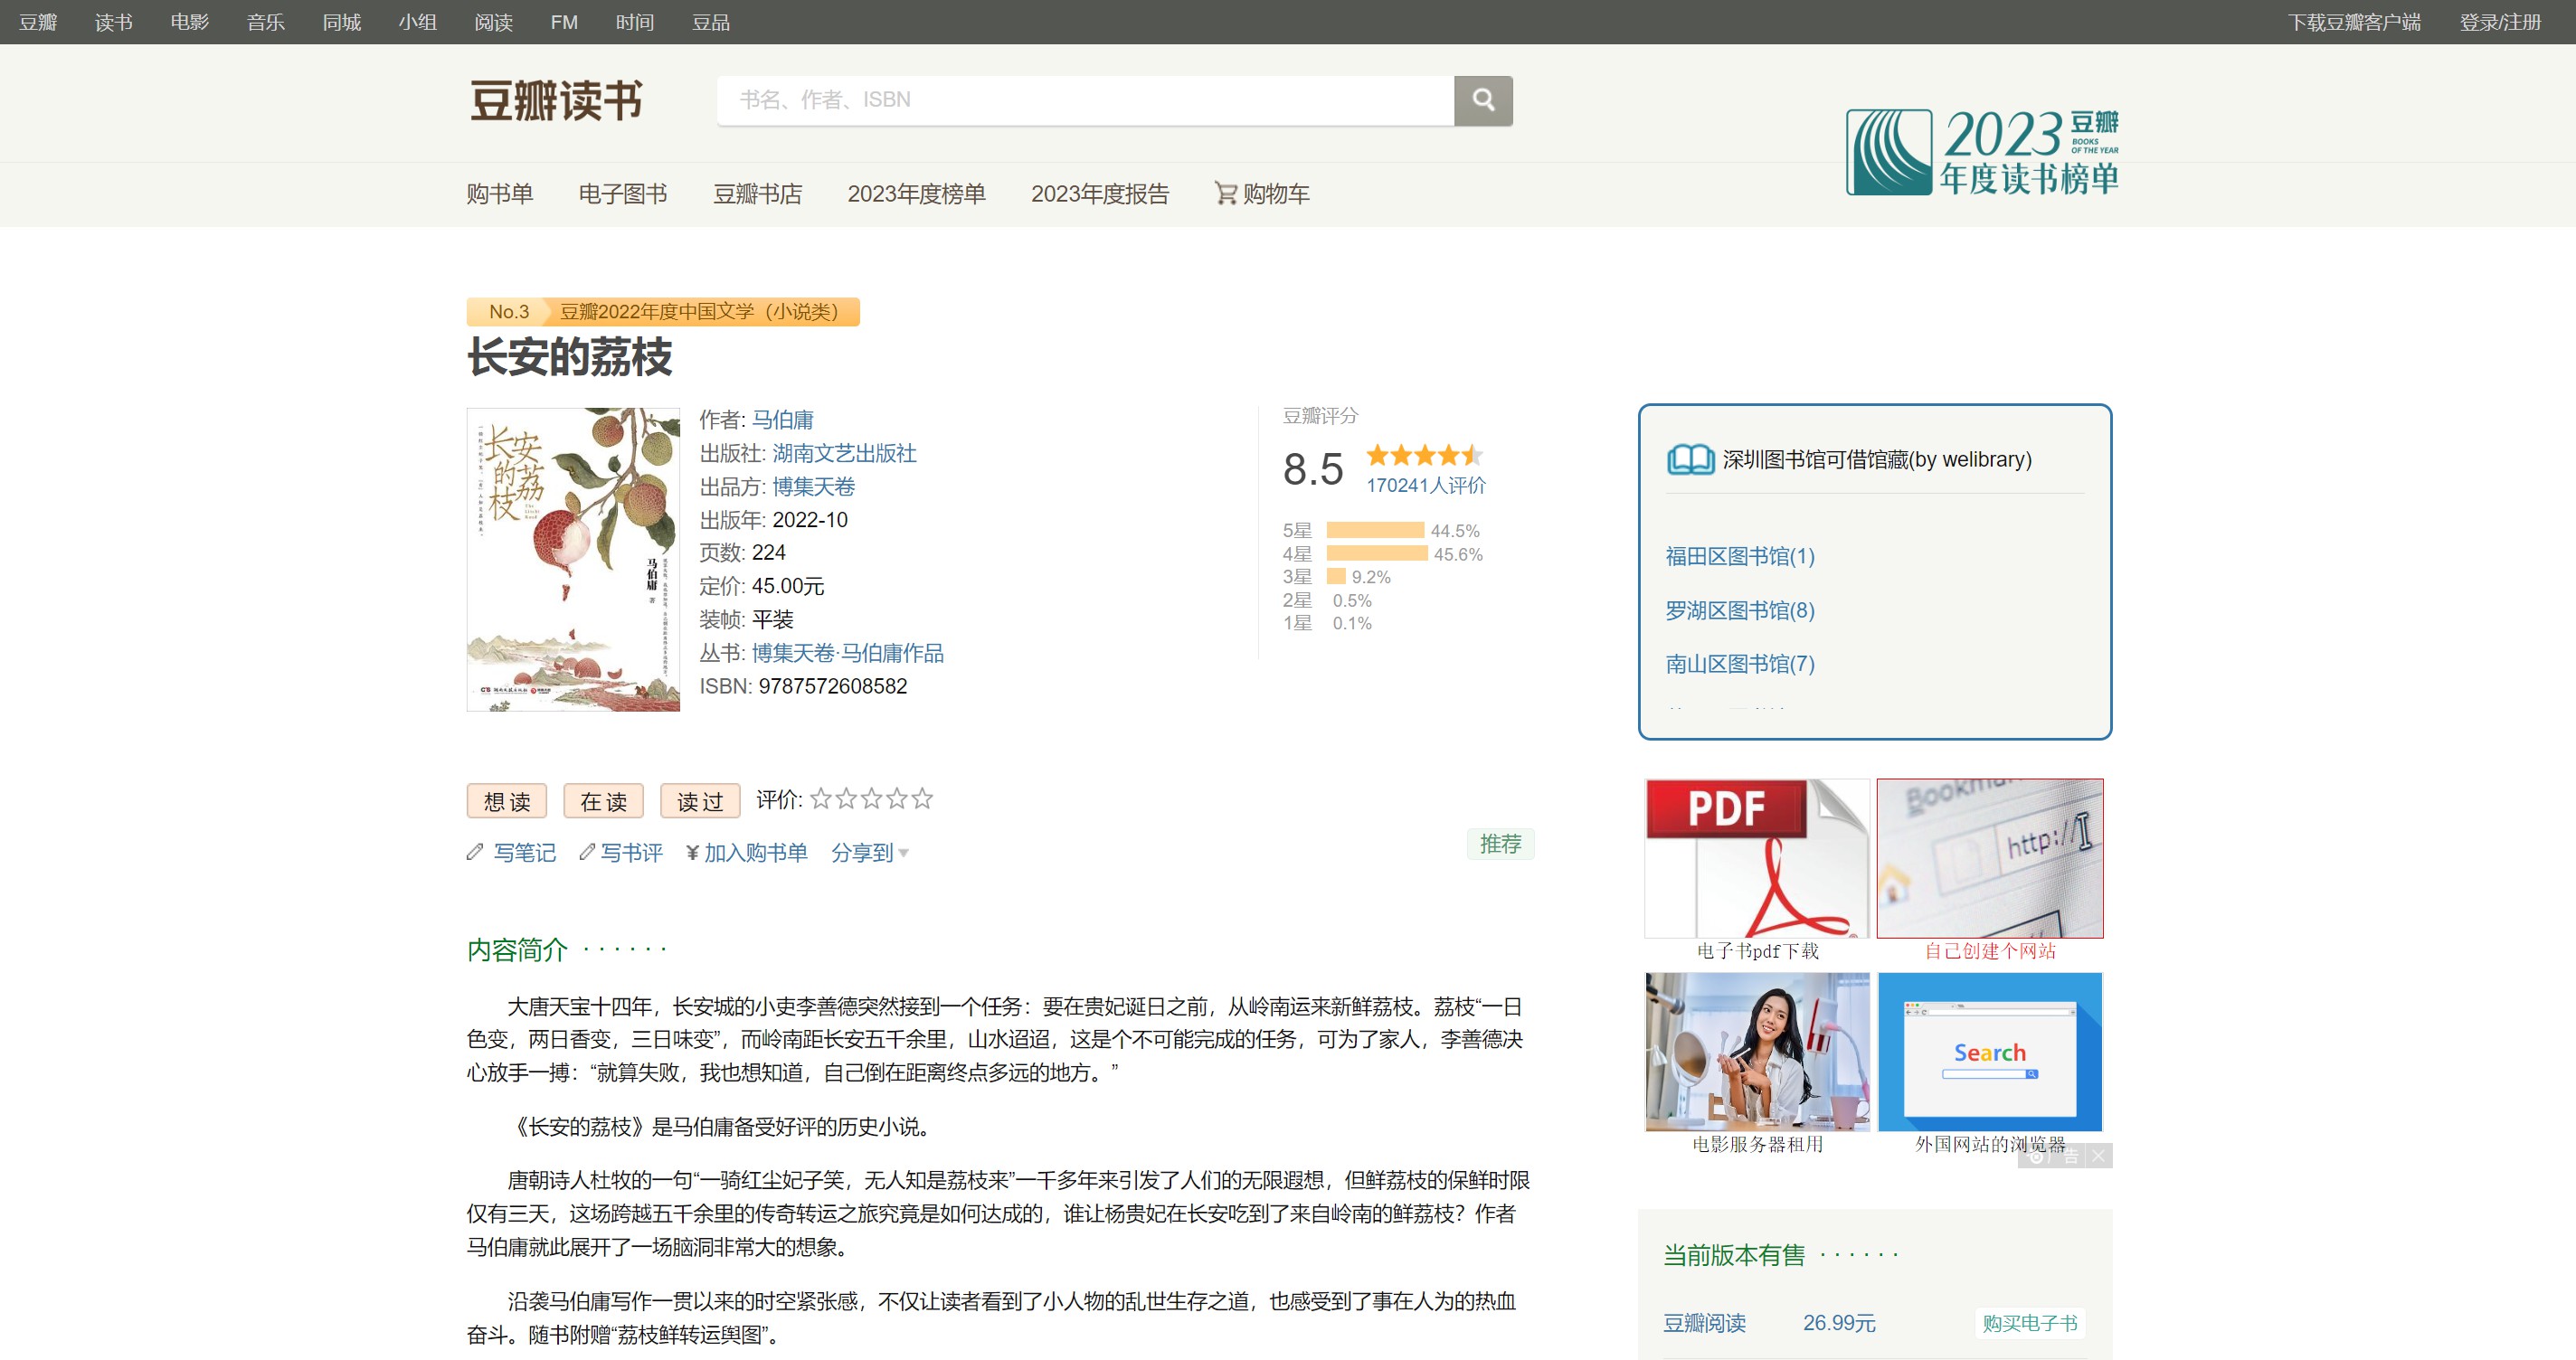 豆瓣 读书 电影 音乐 同城 小组 阅读 FM 时间 豆品 下载豆瓣客户端 登录/注册
豆瓣读书
书名、作者、ISBN
2023 豆瓣
BOOKS
OF THE YEAR
年度读书榜单
购书单 电子图书 豆瓣书店 2023年度榜单 2023年度报告 购物车
No.3 豆瓣2022年度中国文学（小说类）
长安的荔枝
长安的荔枝
马伯庸 著
作者: 马伯庸
出版社: 湖南文艺出版社
出品方: 博集天卷
出版年: 2022-10
页数: 224
定价: 45.00元
装帧: 平装
丛书: 博集天卷·马伯庸作品
ISBN: 9787572608582
豆瓣评分
8.5
170241人评价
5星 44.5%
4星 45.6%
3星 9.2%
2星 0.5%
1星 0.1%
深圳图书馆可借馆藏(by welibrary)
福田区图书馆(1)
罗湖区图书馆(8)
南山区图书馆(7)
想读 在读 读过 评价:
写笔记 写书评 ¥ 加入购书单 分享到
推荐
内容简介 · · · · · ·
大唐天宝十四年，长安城的小吏李善德突然接到一个任务：要在贵妃诞日之前，从岭南运来新鲜荔枝。荔枝“一日
色变，两日香变，三日味变”，而岭南距长安五千余里，山水迢迢，这是个不可能完成的任务，可为了家人，李善德决
心放手一搏：“就算失败，我也想知道，自己倒在距离终点多远的地方。”
《长安的荔枝》是马伯庸备受好评的历史小说。
唐朝诗人杜牧的一句“一骑红尘妃子笑，无人知是荔枝来”一千多年来引发了人们的无限遐想，但鲜荔枝的保鲜时限
仅有三天，这场跨越五千余里的传奇转运之旅究竟是如何达成的，谁让杨贵妃在长安吃到了来自岭南的鲜荔枝？作者
马伯庸就此展开了一场脑洞非常大的想象。
沿袭马伯庸写作一贯以来的时空紧张感，不仅让读者看到了小人物的乱世生存之道，也感受到了事在人为的热血
奋斗。随书附赠“荔枝鲜转运舆图”。
PDF
电子书pdf下载
http://
自己创建个网站
电影服务器租用
Search
外国网站的浏览器
广告
当前版本有售 · · · · · ·
豆瓣阅读 26.99元 购买电子书